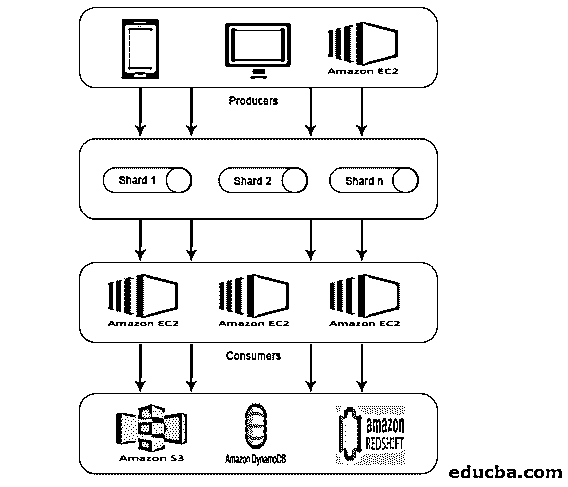 Amazon EC2
Producers
Shard 1
Shard 2
Shard n
Amazon EC2
Amazon EC2
Amazon EC2
Consumers
Amazon S3
Amazon DynamoDB
amazon
REDSHIFT
educba.com